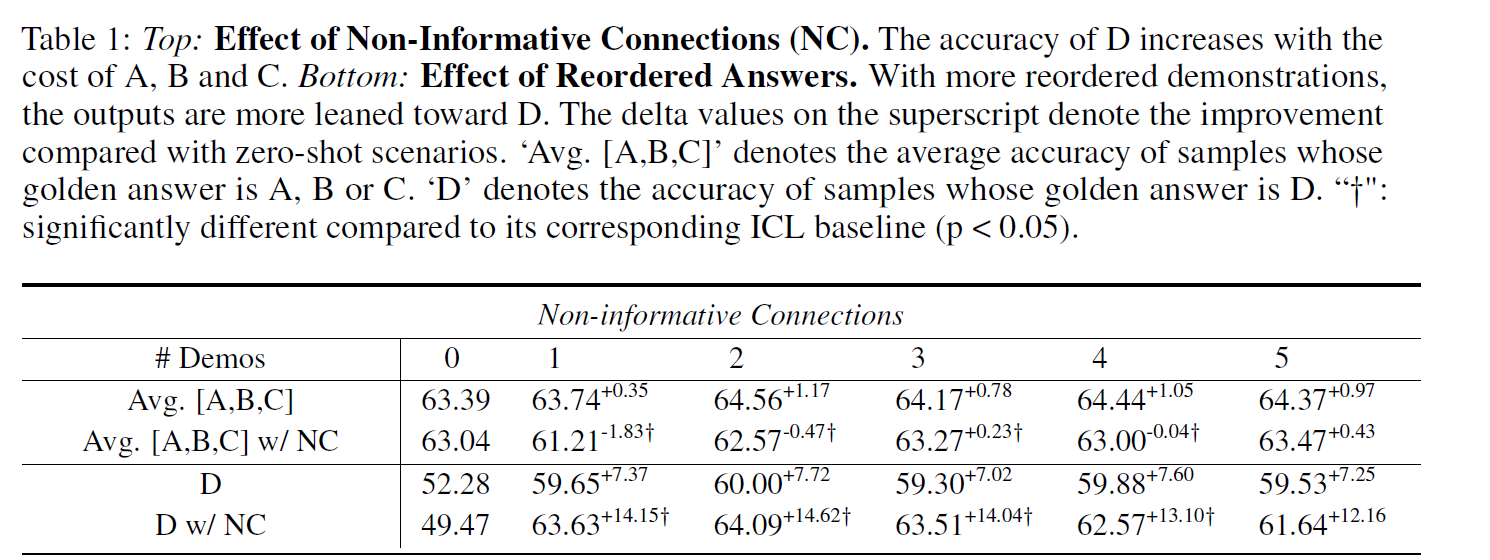 Table 1: Top: Effect of Non-Informative Connections (NC). The accuracy of D increases with the
cost of A, B and C. Bottom: Effect of Reordered Answers. With more reordered demonstrations,
the outputs are more leaned toward D. The delta values on the superscript denote the improvement
compared with zero-shot scenarios. ‘Avg. [A,B,C]’ denotes the average accuracy of samples whose
golden answer is A, B or C. ‘D’ denotes the accuracy of samples whose golden answer is D. “†":
significantly different compared to its corresponding ICL baseline (p < 0.05).
Non-informative Connections
# Demos 0 1 2 3 4 5
Avg. [A,B,C] 63.39 63.74+0.35 64.56+1.17 64.17+0.78 64.44+1.05 64.37+0.97
Avg. [A,B,C] w/ NC 63.04 61.21-1.83† 62.57-0.47† 63.27+0.23† 63.00-0.04† 63.47+0.43
D 52.28 59.65+7.37 60.00+7.72 59.30+7.02 59.88+7.60 59.53+7.25
D w/ NC 49.47 63.63+14.15† 64.09+14.62† 63.51+14.04† 62.57+13.10† 61.64+12.16